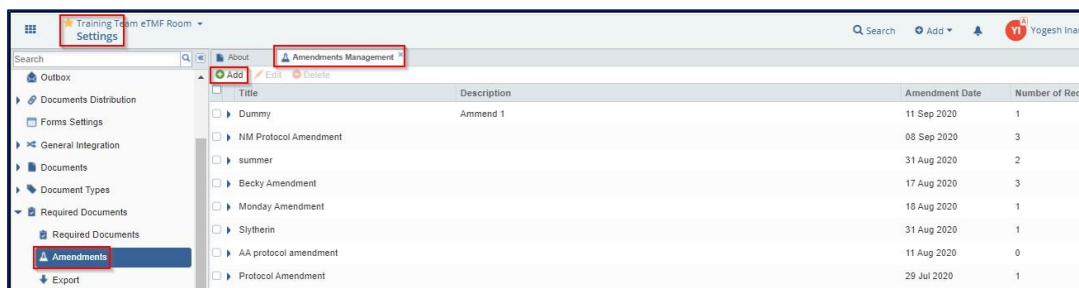 Training Team eTMF Room
Settings
Search
Add
A
YI
Yogesh Inar
Search
About
Amendments Management
Add
Edit
Delete
Outbox
Documents Distribution
Forms Settings
General Integration
Documents
Document Types
Required Documents
Required Documents
Amendments
Export
Title Description Amendment Date Number of Rec
Dummy Ammend 1 11 Sep 2020 1
NM Protocol Amendment 08 Sep 2020 3
summer 31 Aug 2020 2
Becky Amendment 17 Aug 2020 3
Monday Amendment 18 Aug 2020 1
Slytherin 31 Aug 2020 1
AA protocol amendment 11 Aug 2020 0
Protocol Amendment 29 Jul 2020 1